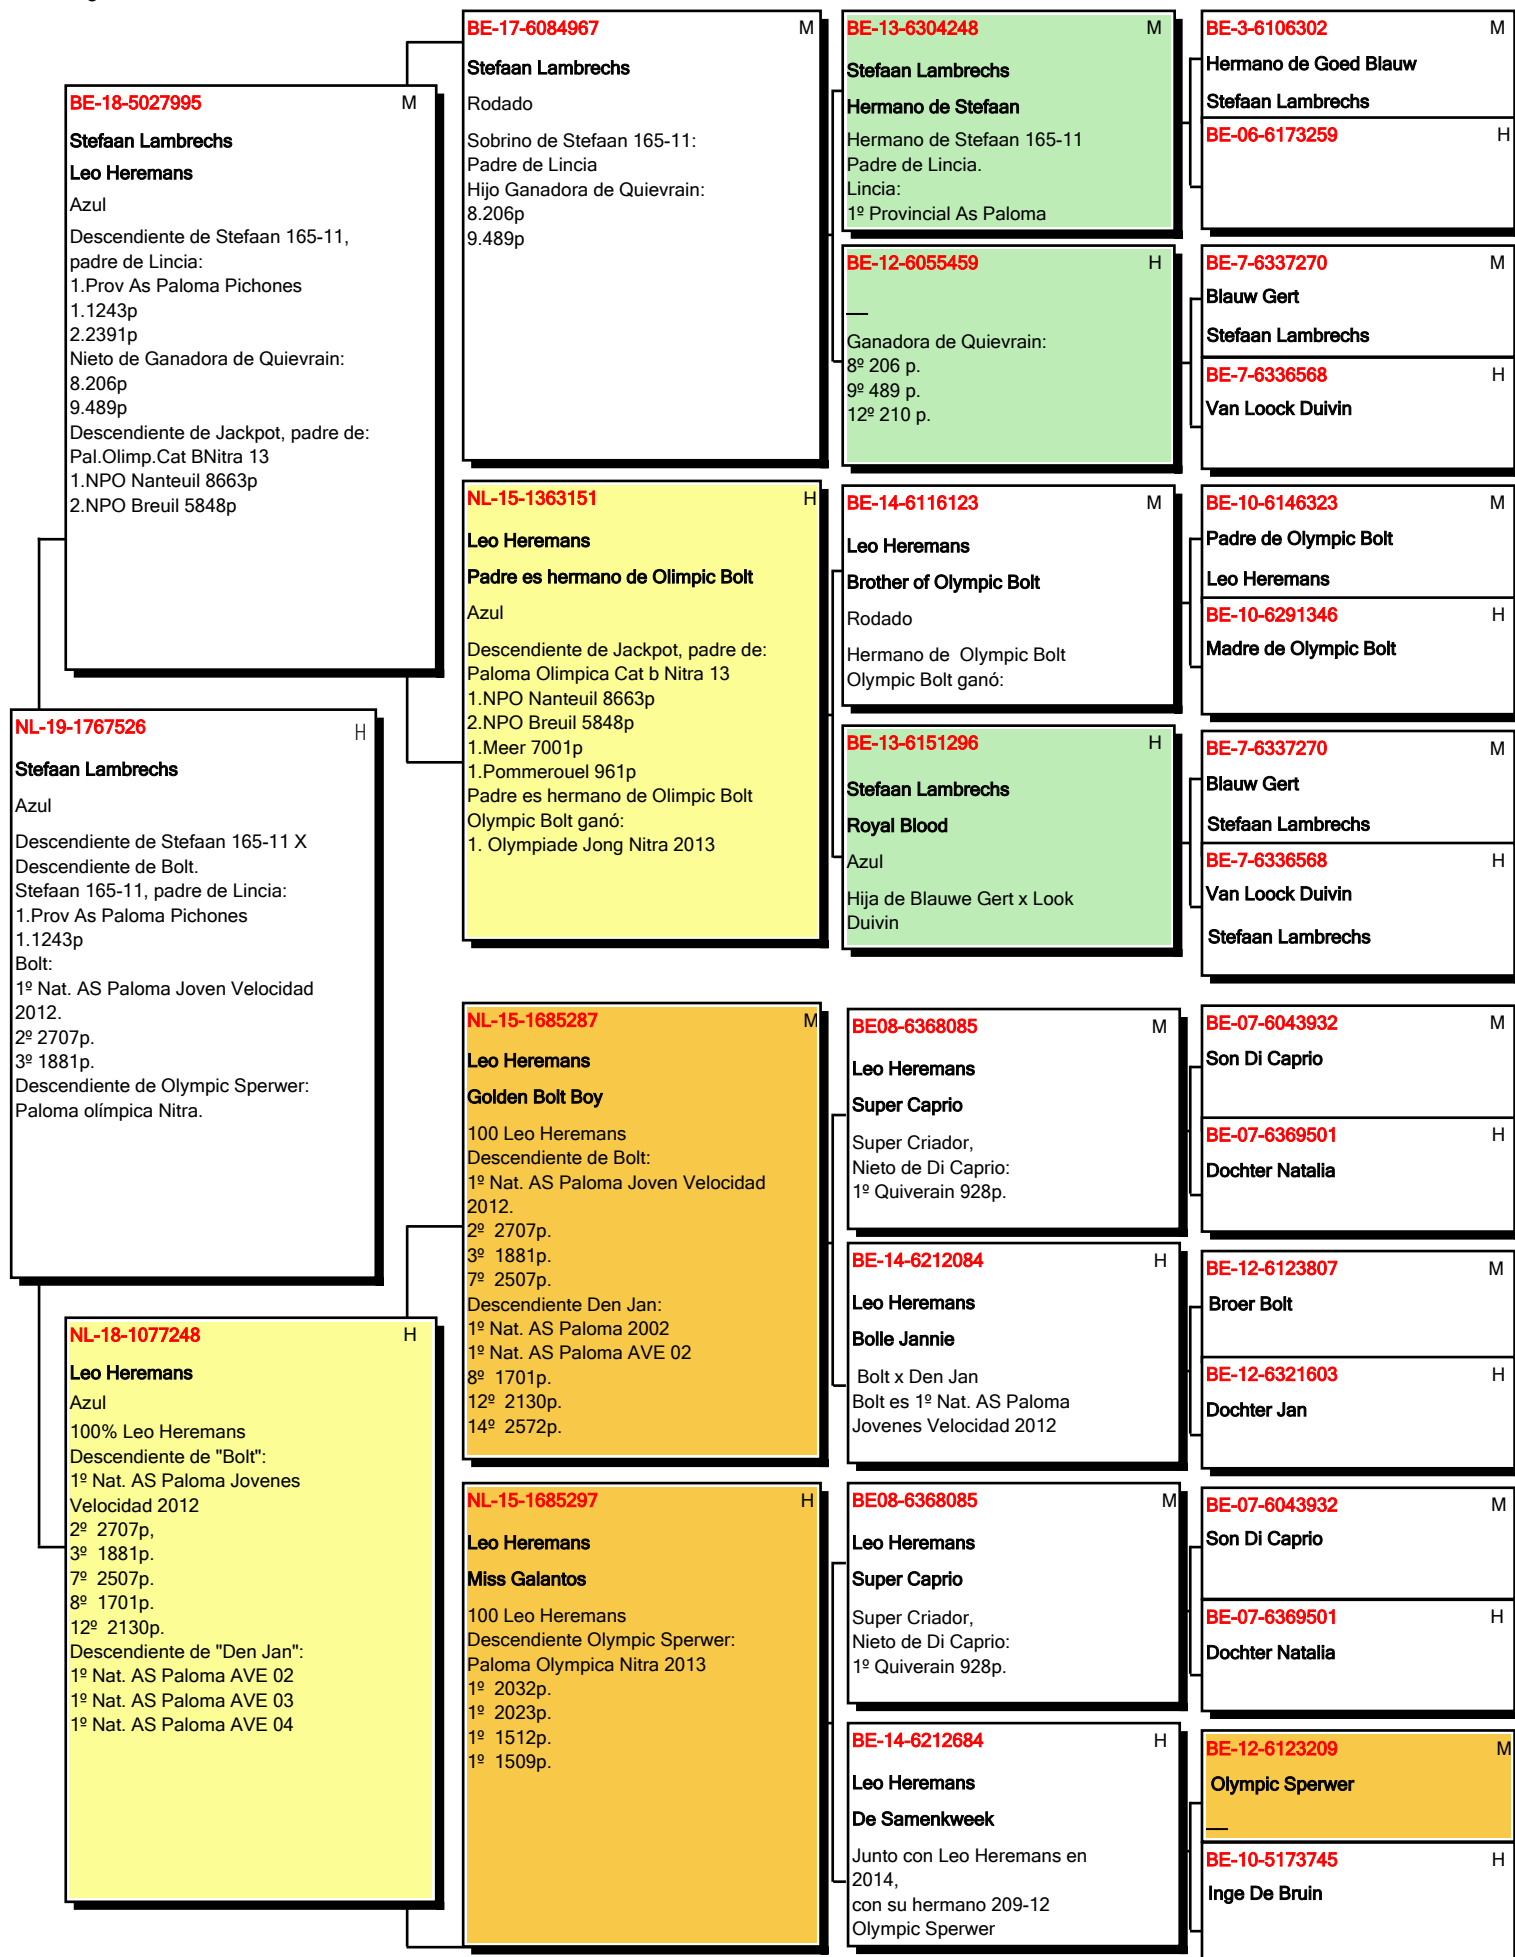 NL-19-1767526 H
Stefaan Lambrechs
Azul
Descendiente de Stefaan 165-11 X
Descendiente de Bolt.
Stefaan 165-11, padre de Lincia:
1.Prov As Paloma Pichones
1.1243p
Bolt:
1º Nat. AS Paloma Joven Velocidad
2012.
2º 2707p.
3º 1881p.
Descendiente de Olympic Sperwer:
Paloma olímpica Nitra.
BE-18-5027995 M
Stefaan Lambrechs
Leo Heremans
Azul
Descendiente de Stefaan 165-11,
padre de Lincia:
1.Prov As Paloma Pichones
1.1243p
2.2391p
Nieto de Ganadora de Quievrain:
8.206p
9.489p
Descendiente de Jackpot, padre de:
Pal.Olimp.Cat BNitra 13
1.NPO Nanteuil 8663p
2.NPO Breuil 5848p
NL-18-1077248 H
Leo Heremans
Azul
100% Leo Heremans
Descendiente de "Bolt":
1º Nat. AS Paloma Jovenes
Velocidad 2012
2º 2707p,
3º 1881p.
7º 2507p.
8º 1701p.
12º 2130p.
Descendiente de "Den Jan":
1º Nat. AS Paloma AVE 02
1º Nat. AS Paloma AVE 03
1º Nat. AS Paloma AVE 04
BE-17-6084967 M
Stefaan Lambrechs
Rodado
Sobrino de Stefaan 165-11:
Padre de Lincia
Hijo Ganadora de Quievrain:
8.206p
9.489p
NL-15-1363151 H
Leo Heremans
Padre es hermano de Olimpic Bolt
Azul
Descendiente de Jackpot, padre de:
Paloma Olimpica Cat b Nitra 13
1.NPO Nanteuil 8663p
2.NPO Breuil 5848p
1.Meer 7001p
1.Pommerouel 961p
Padre es hermano de Olimpic Bolt
Olympic Bolt ganó:
1. Olympiade Jong Nitra 2013
NL-15-1685287 M
Leo Heremans
Golden Bolt Boy
100 Leo Heremans
Descendiente de Bolt:
1º Nat. AS Paloma Joven Velocidad
2012.
2º 2707p.
3º 1881p.
7º 2507p.
Descendiente Den Jan:
1º Nat. AS Paloma 2002
1º Nat. AS Paloma AVE 02
8º 1701p.
12º 2130p.
14º 2572p.
NL-15-1685297 H
Leo Heremans
Miss Galantos
100 Leo Heremans
Descendiente Olympic Sperwer:
Paloma Olympica Nitra 2013
1º 2032p.
1º 2023p.
1º 1512p.
1º 1509p.
BE-13-6304248 M
Stefaan Lambrechs
Hermano de Stefaan
Hermano de Stefaan 165-11
Padre de Lincia.
Lincia:
1º Provincial As Paloma
BE-12-6055459 H
__
Ganadora de Quievrain:
8º 206 p.
9º 489 p.
12º 210 p.
BE-14-6116123 M
Leo Heremans
Brother of Olympic Bolt
Rodado
Hermano de Olympic Bolt
Olympic Bolt ganó:
BE-13-6151296 H
Stefaan Lambrechs
Royal Blood
Azul
Hija de Blauwe Gert x Look
Duivin
BE08-6368085 M
Leo Heremans
Super Caprio
Super Criador,
Nieto de Di Caprio:
1º Quiverain 928p.
BE-14-6212084 H
Leo Heremans
Bolle Jannie
Bolt x Den Jan
Bolt es 1º Nat. AS Paloma
Jovenes Velocidad 2012
BE08-6368085 M
Leo Heremans
Super Caprio
Super Criador,
Nieto de Di Caprio:
1º Quiverain 928p.
BE-14-6212684 H
Leo Heremans
De Samenkweek
Junto con Leo Heremans en
2014,
con su hermano 209-12
Olympic Sperwer
BE-3-6106302 M
Hermano de Goed Blauw
Stefaan Lambrechs
BE-06-6173259 H
BE-7-6337270 M
Blauw Gert
Stefaan Lambrechs
BE-7-6336568 H
Van Loock Duivin
BE-10-6146323 M
Padre de Olympic Bolt
Leo Heremans
BE-10-6291346 H
Madre de Olympic Bolt
BE-7-6337270 M
Blauw Gert
Stefaan Lambrechs
BE-7-6336568 H
Van Loock Duivin
Stefaan Lambrechs
BE-07-6043932 M
Son Di Caprio
BE-07-6369501 H
Dochter Natalia
BE-12-6123807 M
Broer Bolt
BE-12-6321603 H
Dochter Jan
BE-07-6043932 M
Son Di Caprio
BE-07-6369501 H
Dochter Natalia
BE-12-6123209 M
Olympic Sperwer
__
BE-10-5173745 H
Inge De Bruin